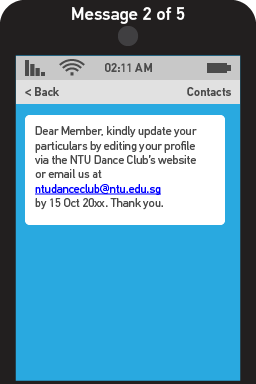 Message 2 of 5
02:11 AM
< Back Contacts
Dear Member, kindly update your
particulars by editing your profile
via the NTU Dance Club's website
or email us at
ntudanceclub@ntu.edu.sg
by 15 Oct 20xx. Thank you.